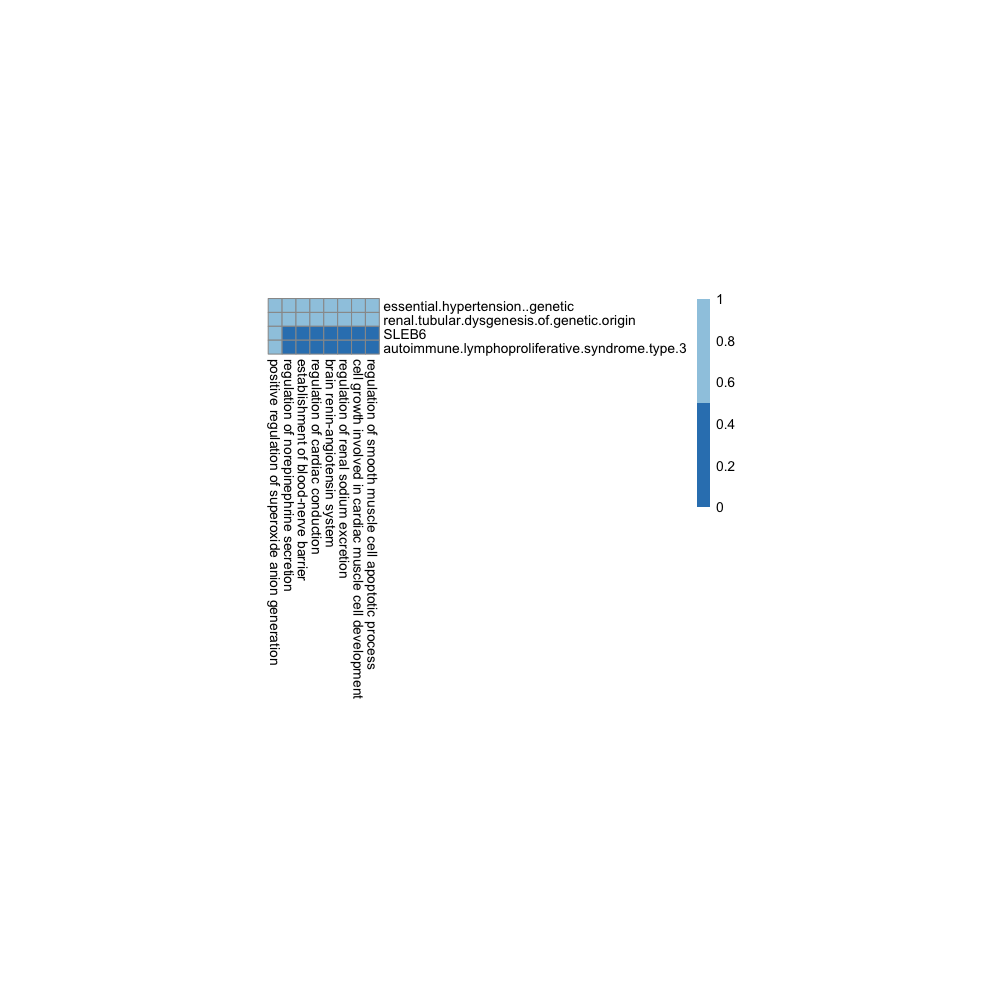 essential.hypertension..genetic
renal.tubular.dysgenesis.of.genetic.origin
SLEB6
autoimmune.lymphoproliferative.syndrome.type.3
positive regulation of superoxide anion generation
regulation of norepinephrine secretion
establishment of blood-nerve barrier
regulation of cardiac conduction
brain renin-angiotensin system
regulation of renal sodium excretion
cell growth involved in cardiac muscle cell development
regulation of smooth muscle cell apoptotic process
1
0.8
0.6
0.4
0.2
0